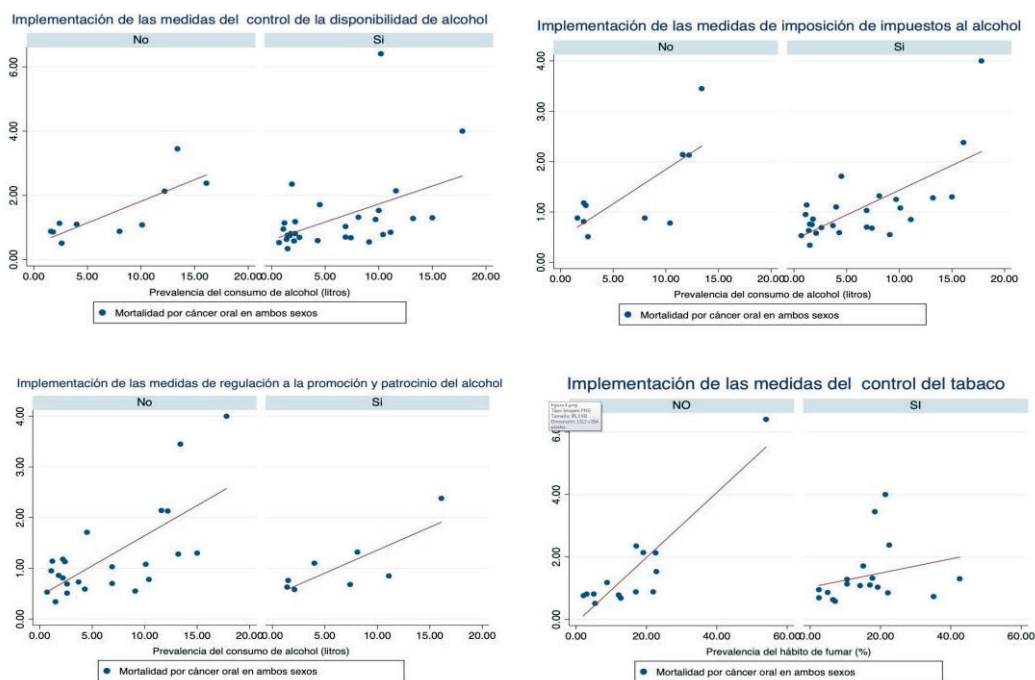 Implementación de las medidas del control de la disponibilidad de alcohol
No Si
6.00
4.00
2.00
0.00
0.00 5.00 10.00 15.00 20.00 0.00 5.00 10.00 15.00 20.00
Prevalencia del consumo de alcohol (litros)
Mortalidad por cáncer oral en ambos sexos
Implementación de las medidas de imposición de impuestos al alcohol
No Si
4.00
3.00
2.00
1.00
0.00
0.00 5.00 10.00 15.00 20.00 0.00 5.00 10.00 15.00 20.00
Prevalencia del consumo de alcohol (litros)
Mortalidad por cáncer oral en ambos sexos
Implementación de las medidas de regulación a la promoción y patrocinio del alcohol
No Si
4.00
3.00
2.00
1.00
0.00
0.00 5.00 10.00 15.00 20.00 0.00 5.00 10.00 15.00 20.00
Prevalencia del consumo de alcohol (litros)
Mortalidad por cáncer oral en ambos sexos
Implementación de las medidas del control del tabaco
NO SI
4.00
2.00
0.00
0.00 20.00 40.00 60.00 0.00 20.00 40.00 60.00
Prevalencia del hábito de fumar (%)
Mortalidad por cáncer oral en ambos sexos